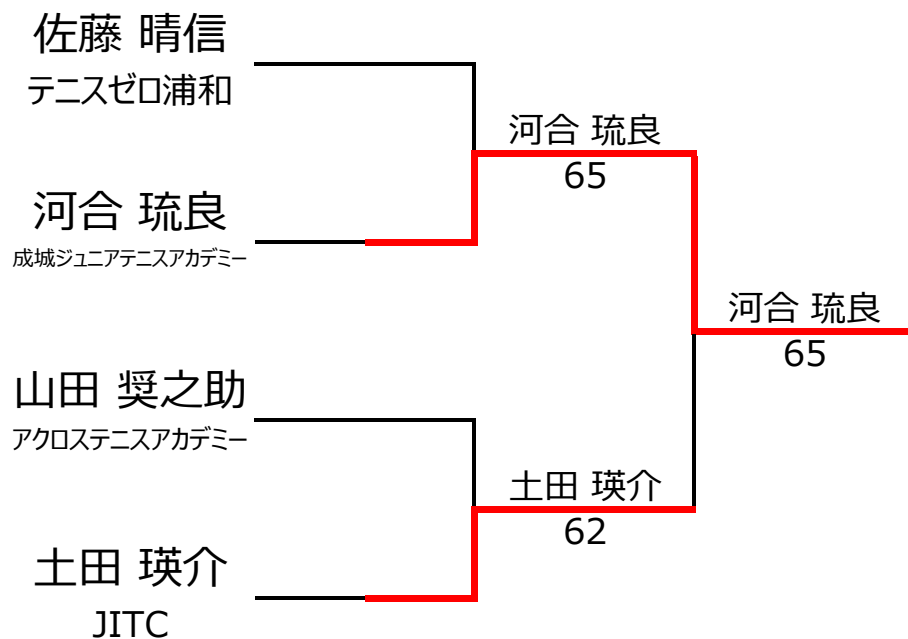 佐藤 晴信
テニスゼロ浦和
河合 琉良
65
河合 琉良
成城ジュニアテニスアカデミー
河合 琉良
65
山田 奨之助
アクロステニスアカデミー
土田 瑛介
62
土田 瑛介
JITC